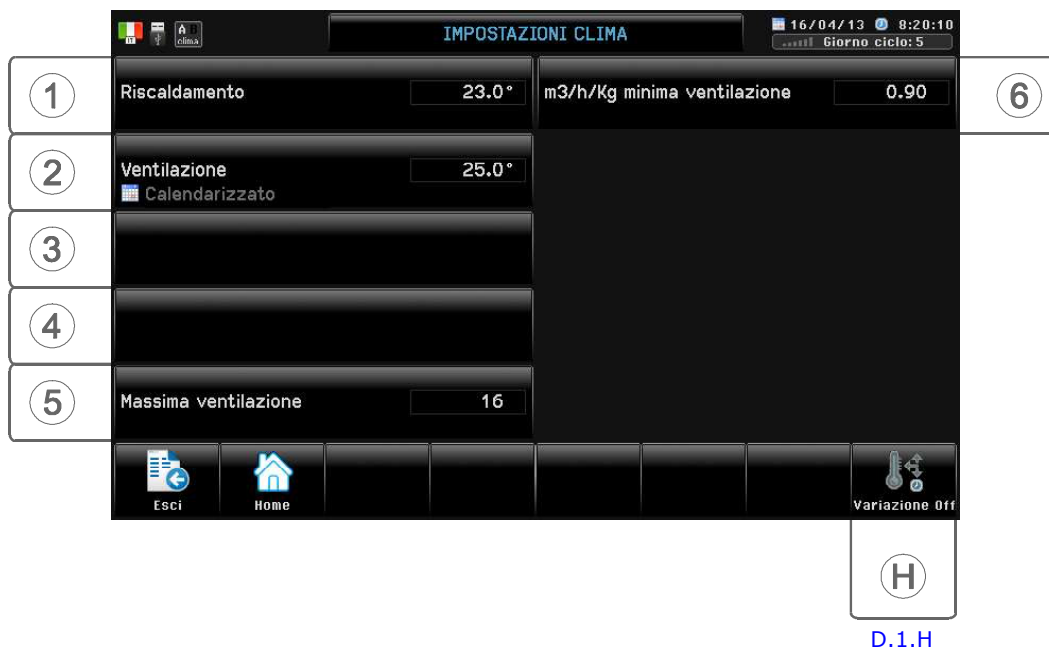 IT
A B
clima
IMPOSTAZIONI CLIMA
16/04/13 8:20:10
Giorno ciclo: 5
1
Riscaldamento 23.0°
m3/h/Kg minima ventilazione 0.90
6
2
Ventilazione 25.0°
Calendarizzato
3
4
5
Massima ventilazione 16
Esci
Home
Variazione Off
H
D.1.H